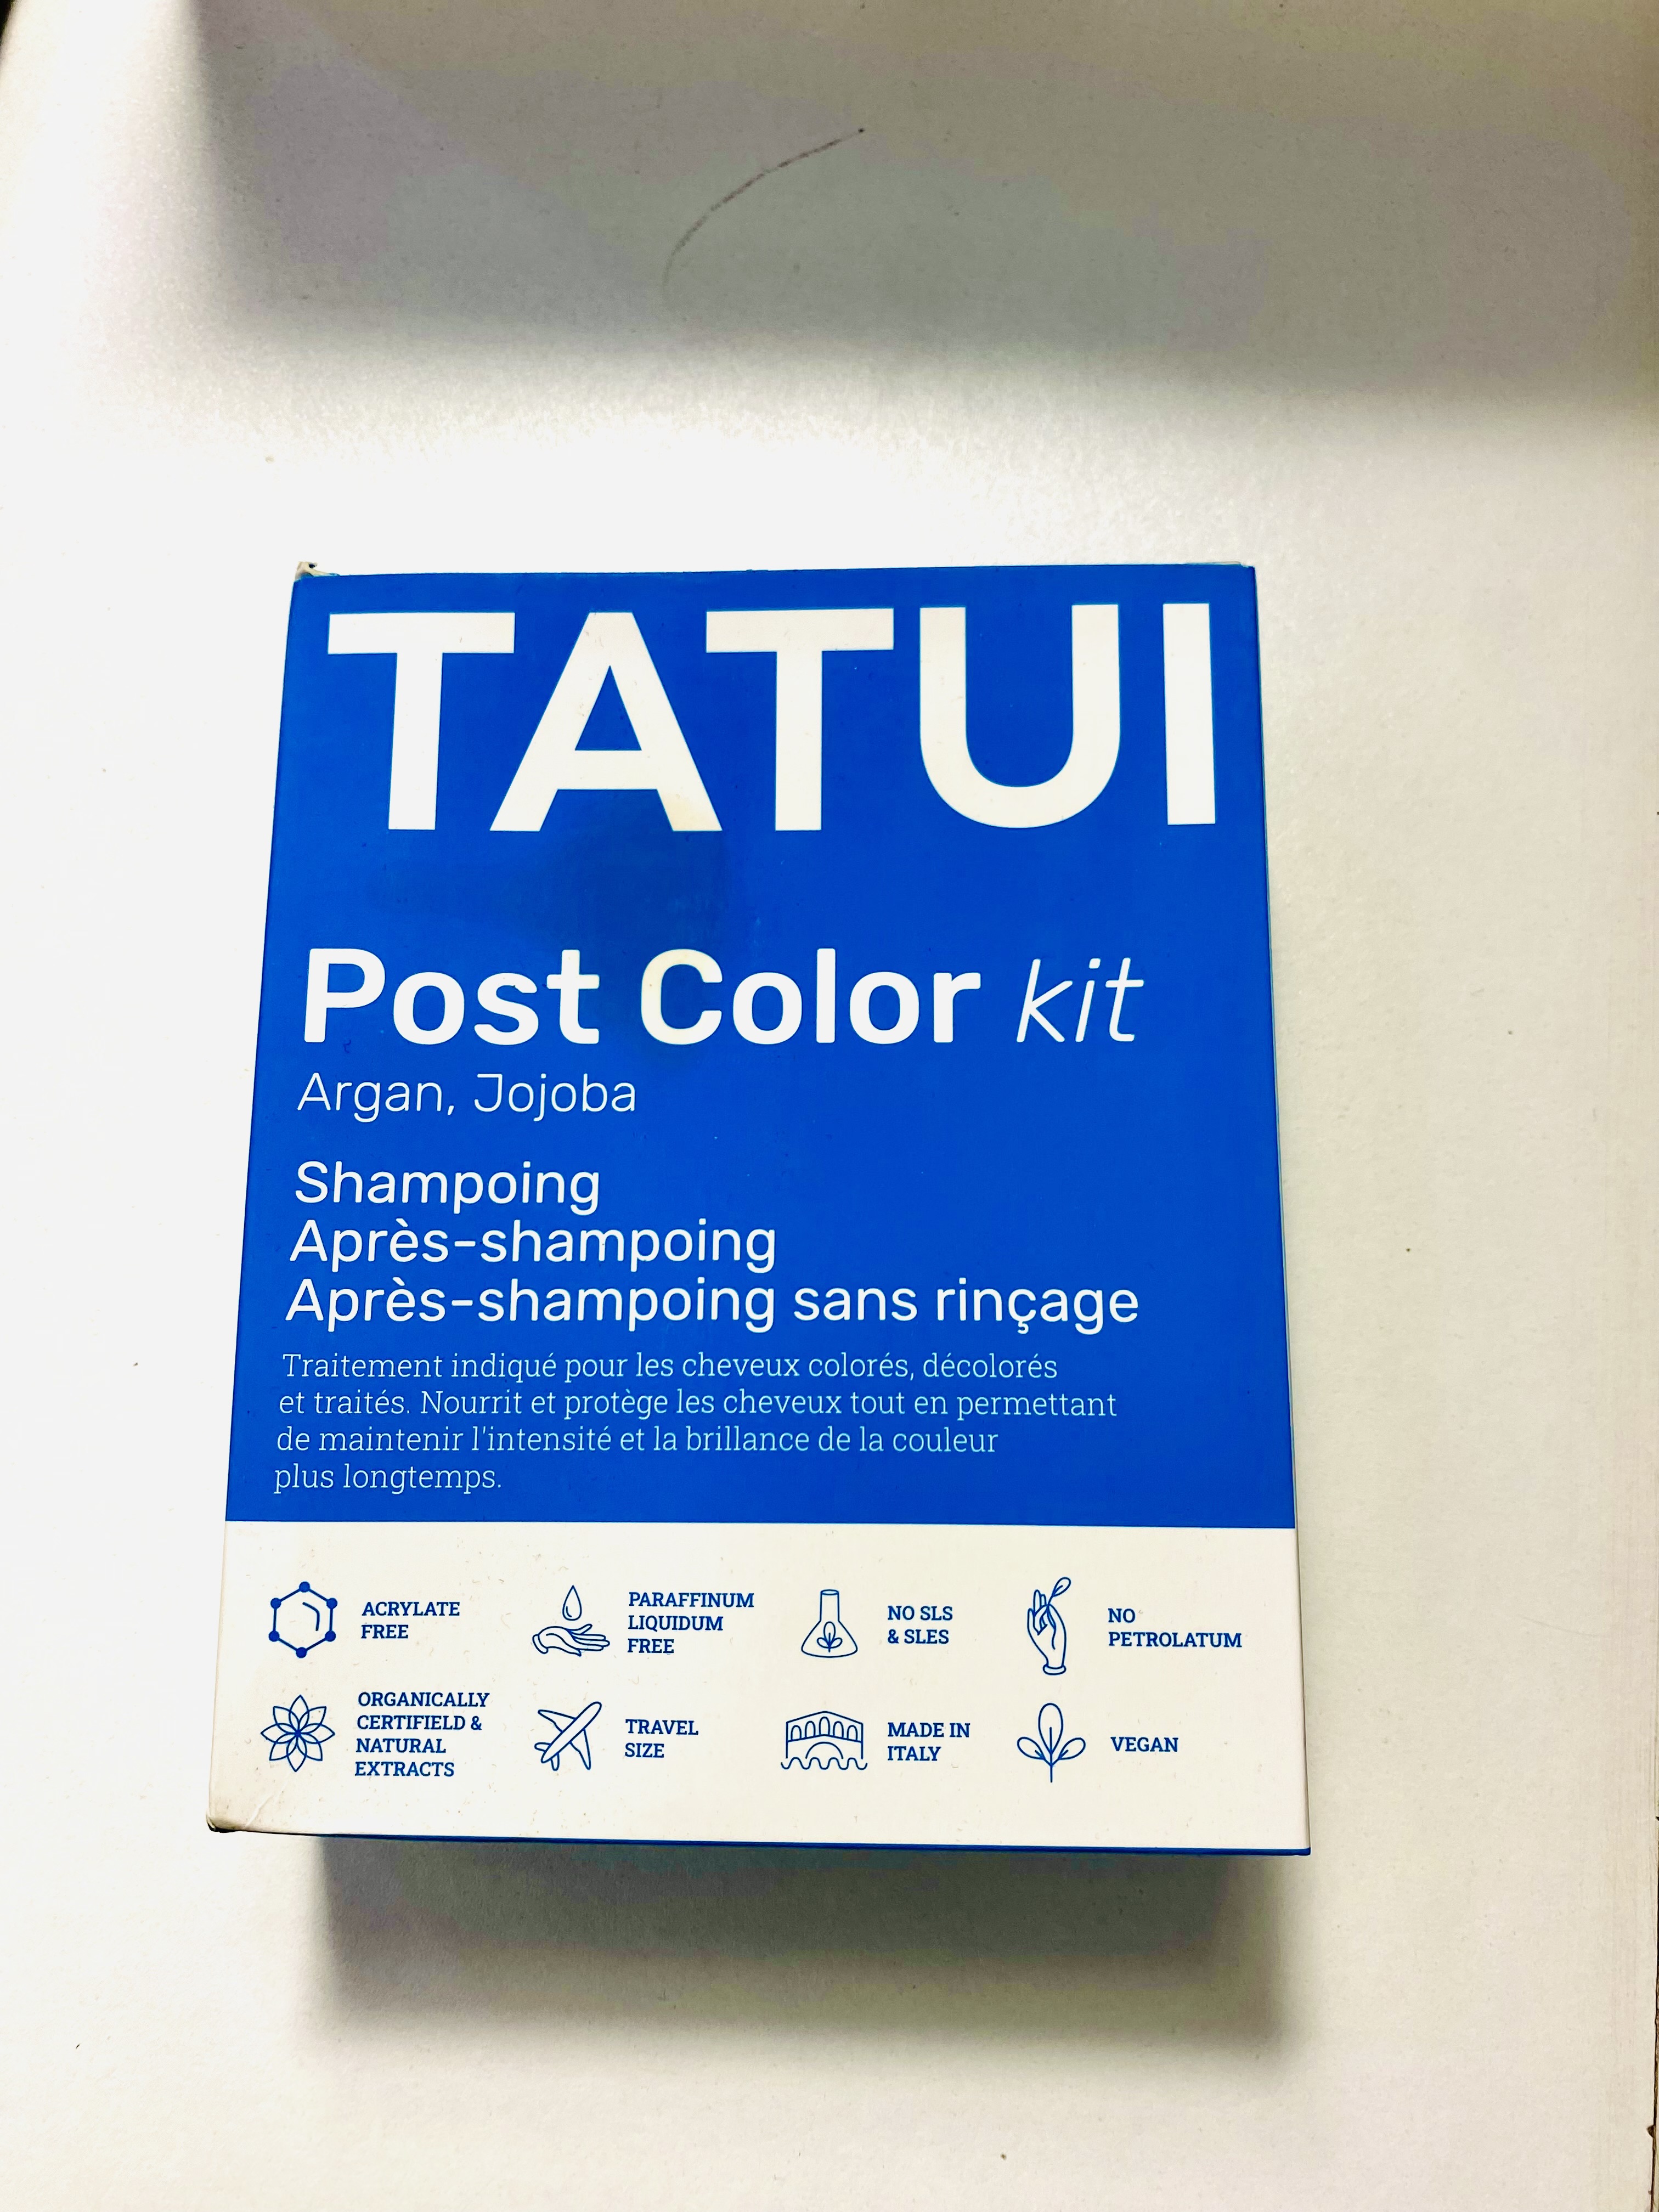 TATUI
Post Color kit
Argan, Jojoba
Shampoing
Après-shampoing
Après-shampoing sans rinçage
Traitement indiqué pour les cheveux colorés, décolorés
et traités. Nourrit et protège les cheveux tout en permettant
de maintenir l'intensité et la brillance de la couleur
plus longtemps.
ACRYLATE
FREE
PARAFFINUM
LIQUIDUM
FREE
NO SLS
& SLES
NO
PETROLATUM
ORGANICALLY
CERTIFIELD &
NATURAL
EXTRACTS
TRAVEL
SIZE
MADE IN
ITALY
VEGAN